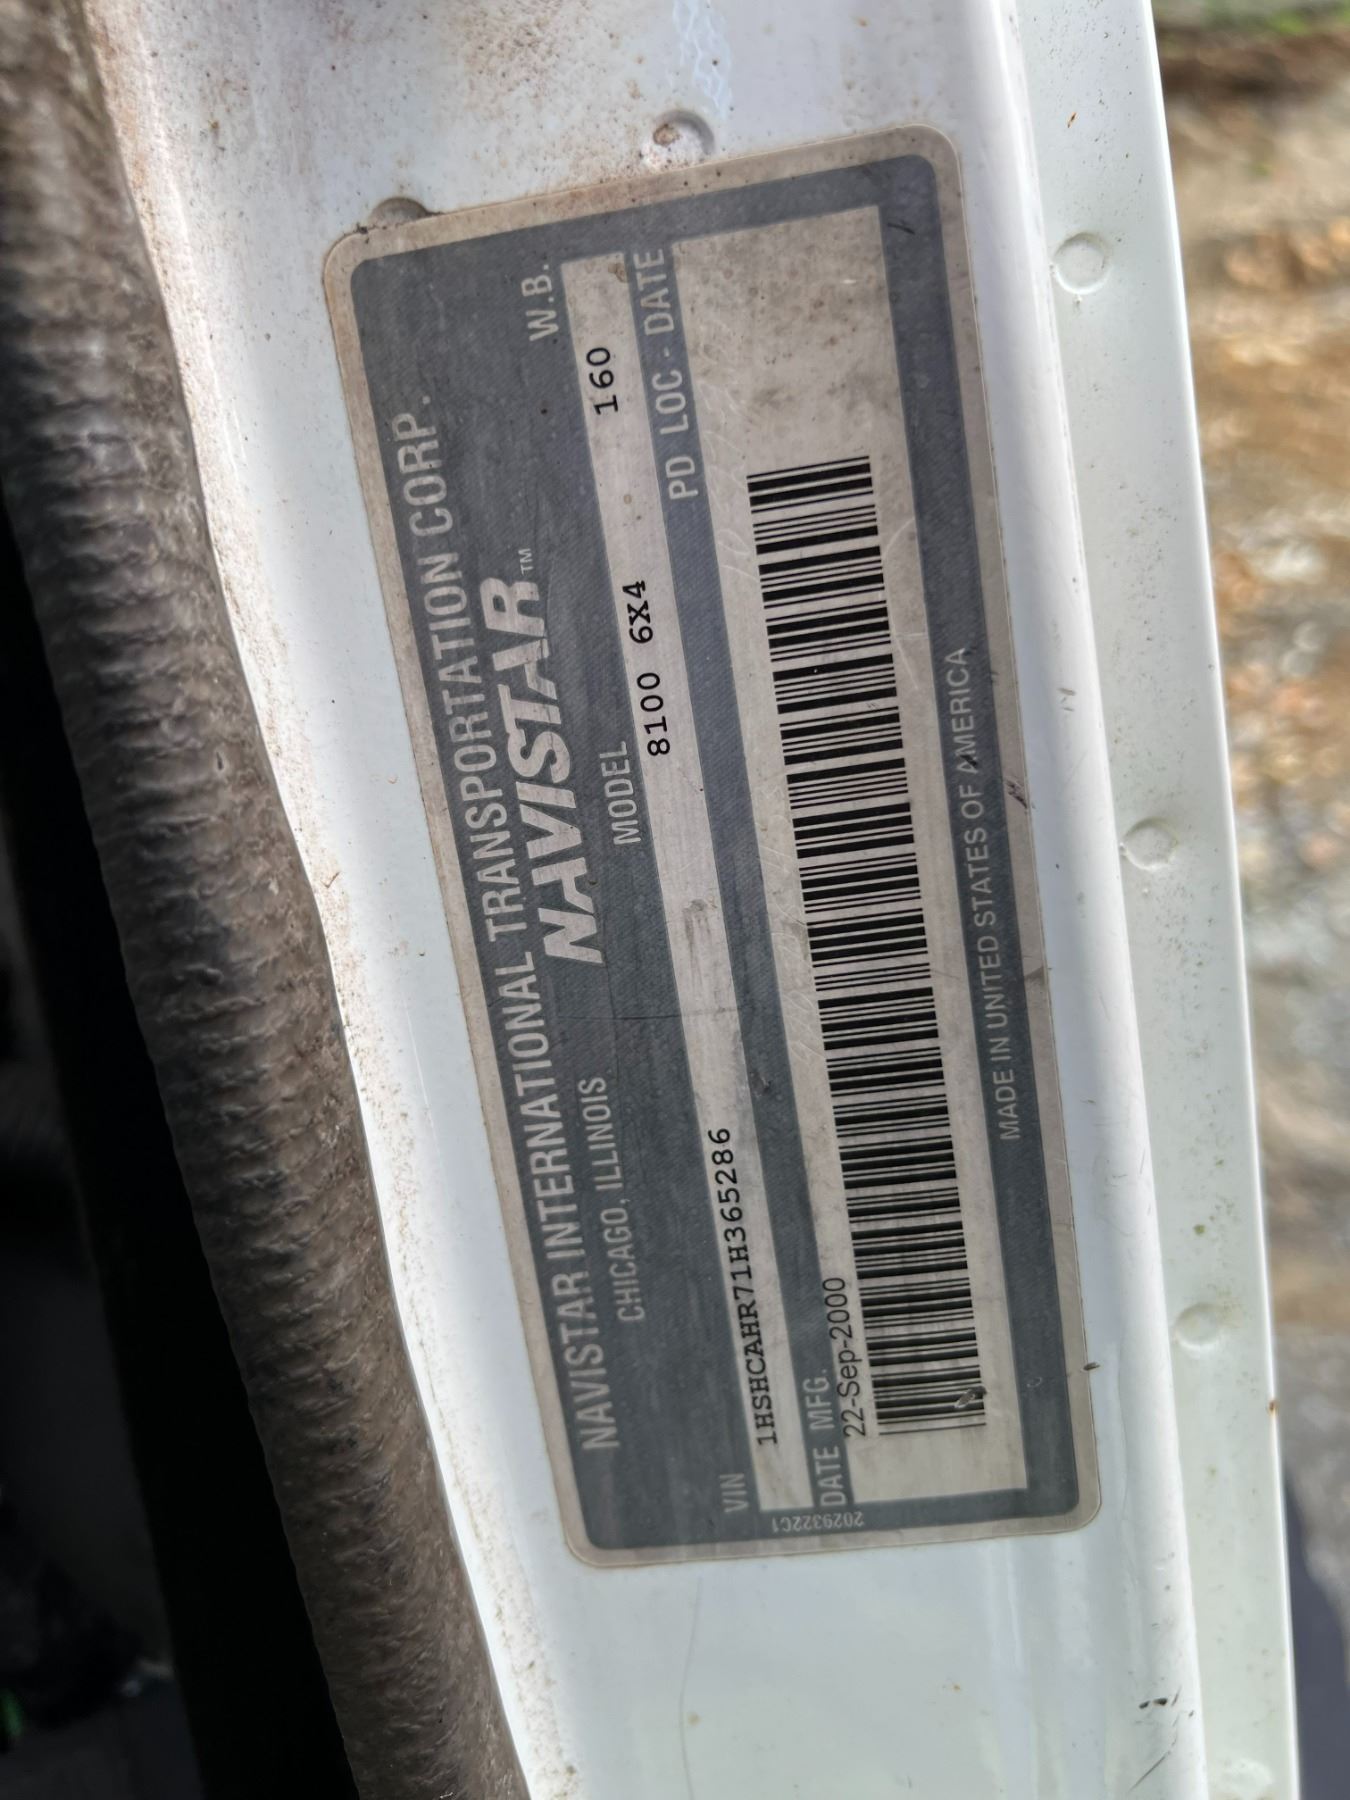 NAVISTAR INTERNATIONAL TRANSPORTATION CORP.
CHICAGO, ILLINOIS
NAVISTAR™
VIN MODEL W.B.
1HSHCAHR71H365286 8100 6X4 160
DATE MFG. PD LOC - DATE
22-Sep-2000
MADE IN UNITED STATES OF AMERICA
2029322C1